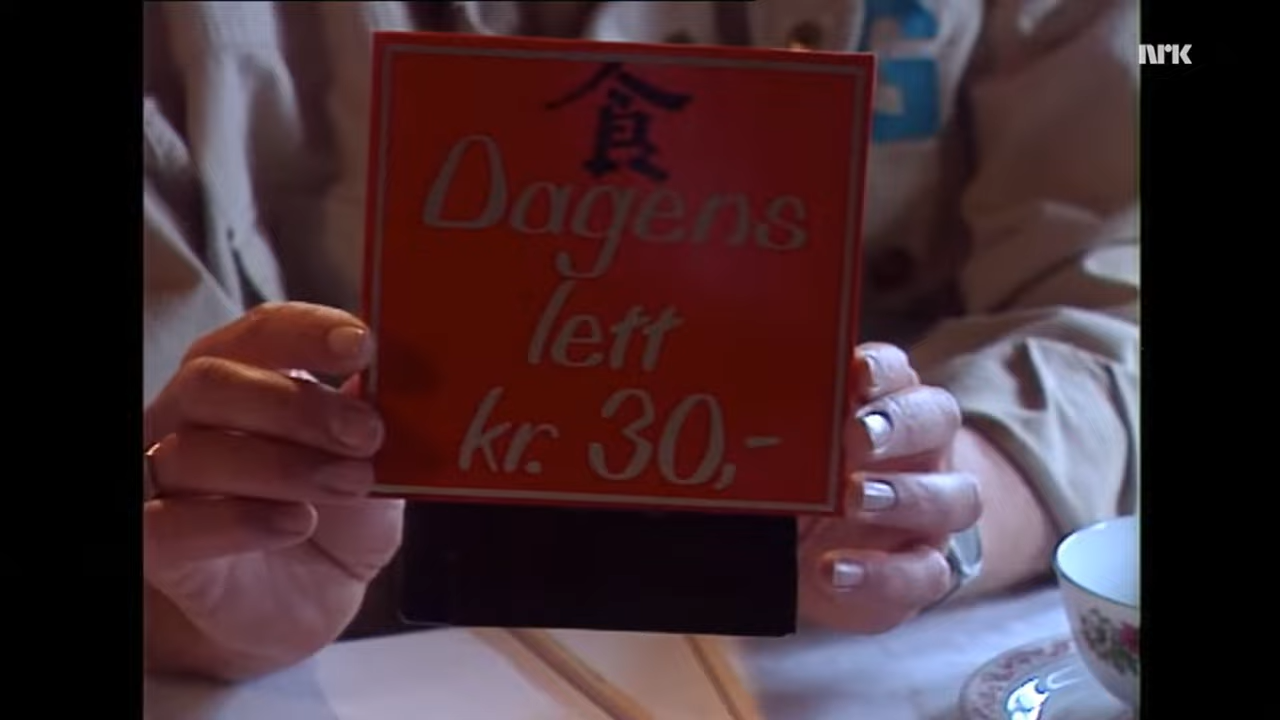 食
Dagens
lett
kr. 30,-
nrk